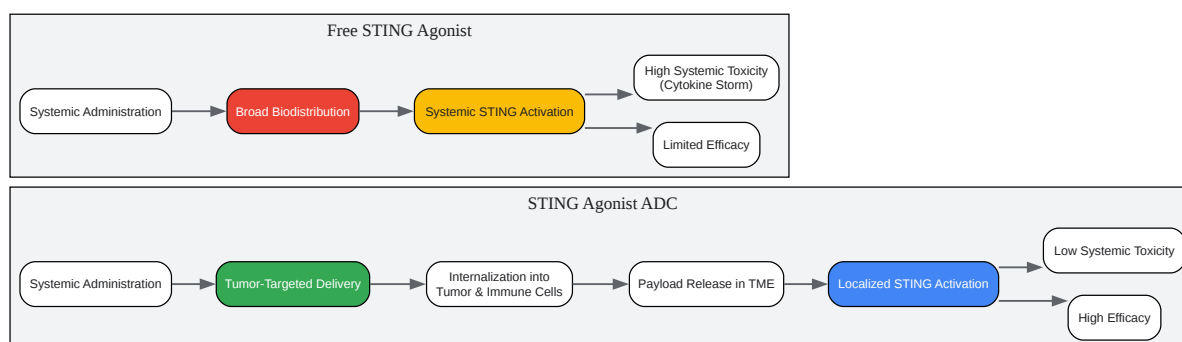 Free STING Agonist
Systemic Administration
Broad Biodistribution
Systemic STING Activation
High Systemic Toxicity
(Cytokine Storm)
Limited Efficacy
STING Agonist ADC
Systemic Administration
Tumor-Targeted Delivery
Internalization into
Tumor & Immune Cells
Payload Release in TME
Localized STING Activation
Low Systemic Toxicity
High Efficacy